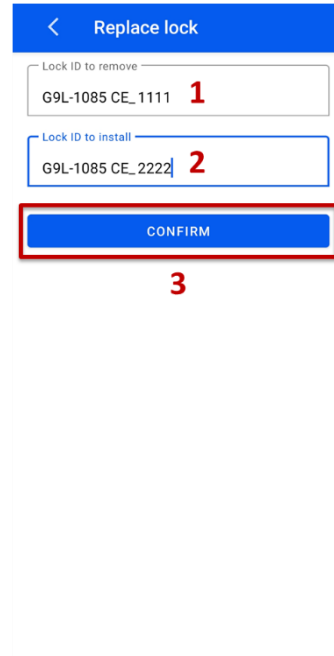 Replace lock
Lock ID to remove
G9L-1085 CE_1111 1
Lock ID to install
G9L-1085 CE_2222 2
CONFIRM
3